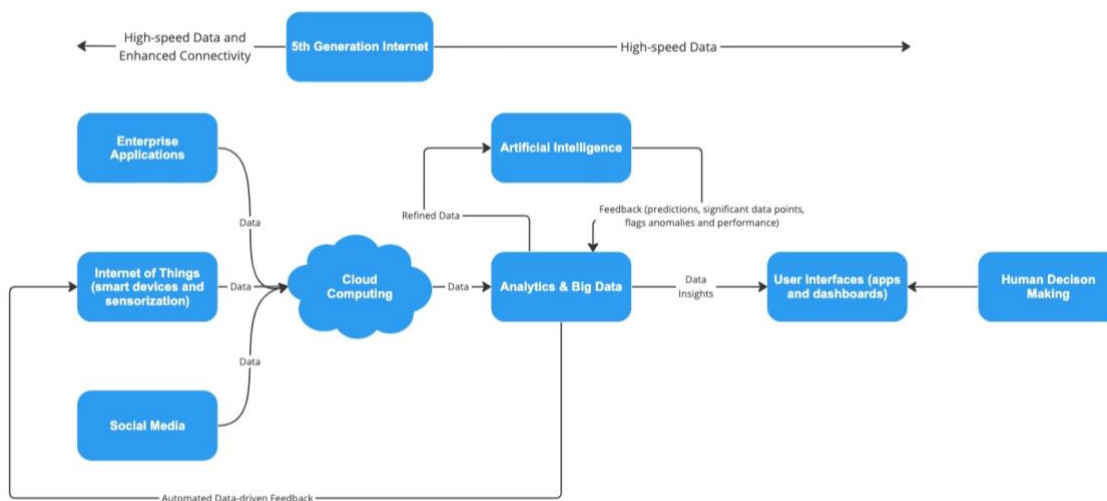 High-speed Data and
Enhanced Connectivity
5th Generation Internet
High-speed Data
Enterprise
Applications
Artificial Intelligence
Data
Refined Data
Feedback (predictions, significant data points,
flags anomalies and performance)
Internet of Things
(smart devices and
sensorization)
Data
Cloud
Computing
Data
Analytics & Big Data
Data
Insights
User Interfaces (apps
and dashboards)
Human Decison
Making
Data
Social Media
Automated Data-driven Feedback